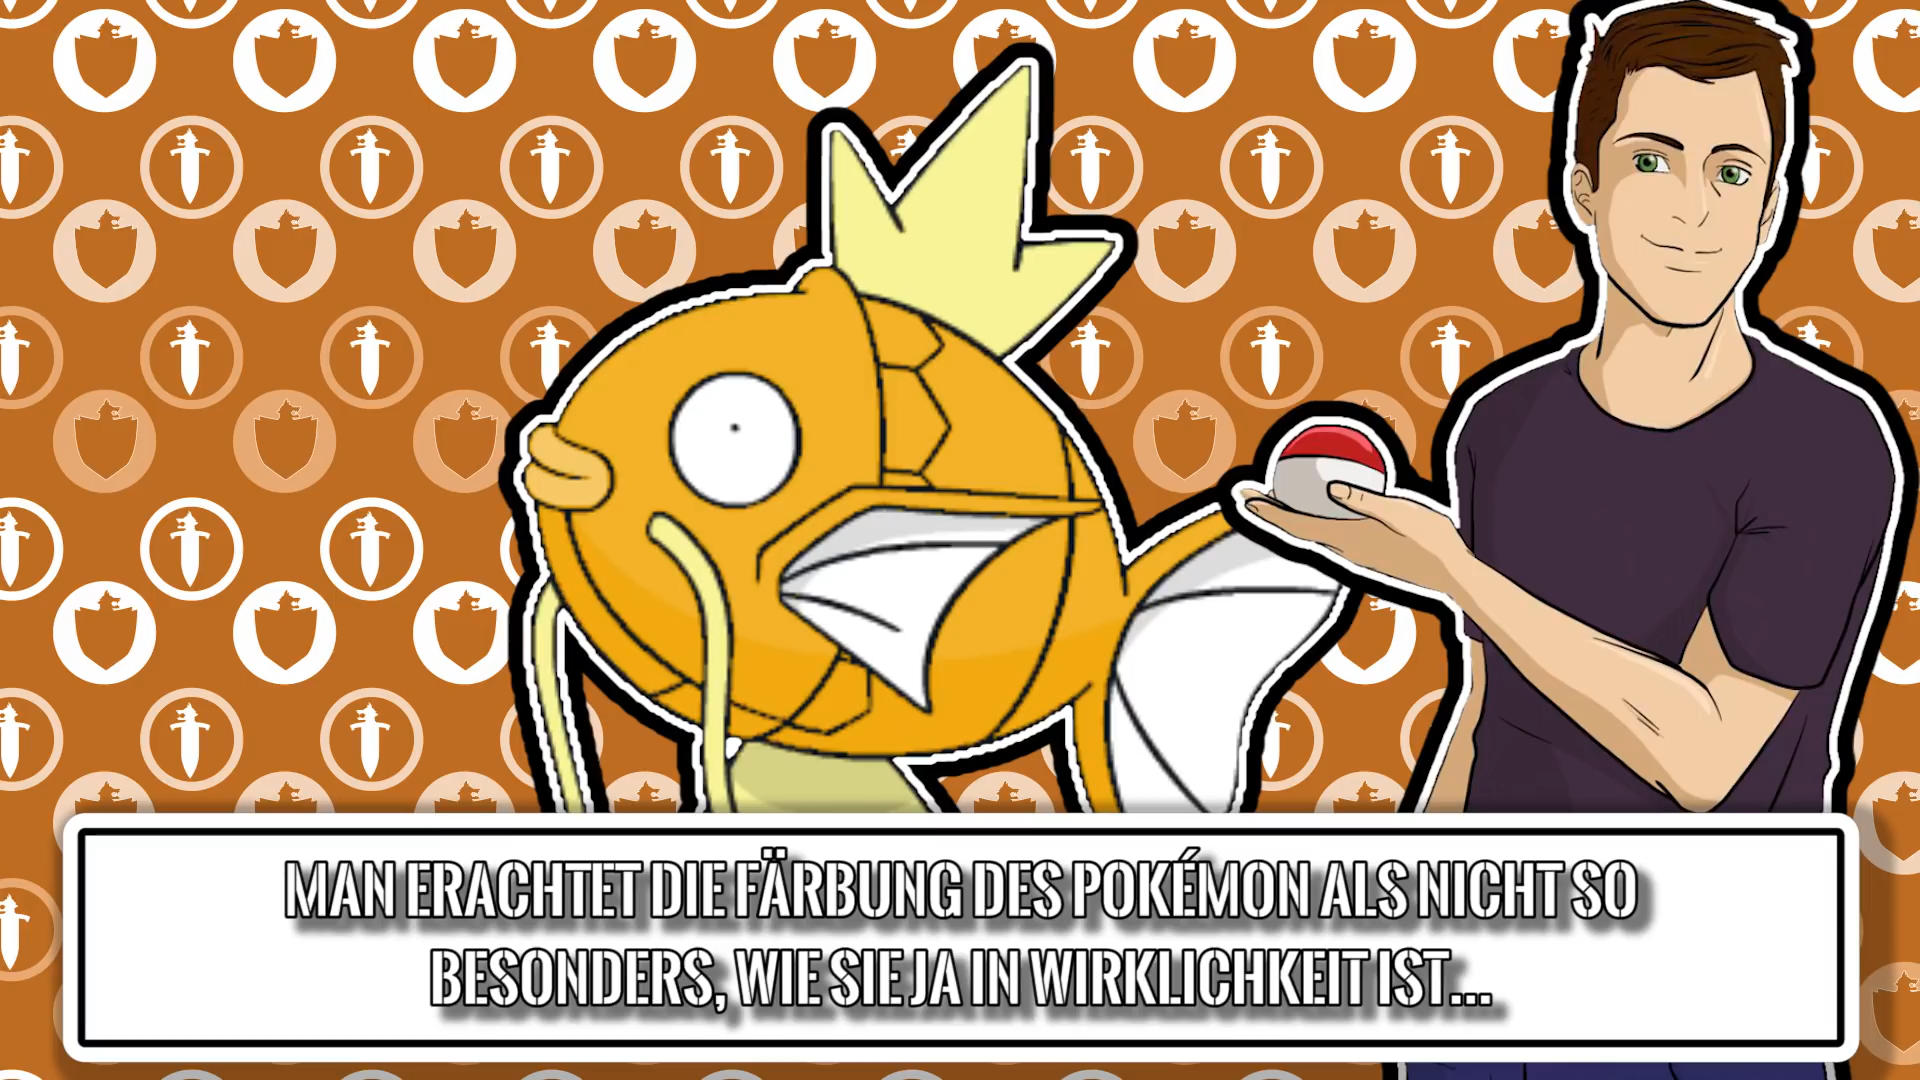 MAN ERACHTET DIE FÄRBUNG DES POKÉMON ALS NICHT SO
BESONDERS, WIE SIE JA IN WIRKLICHKEIT IST...